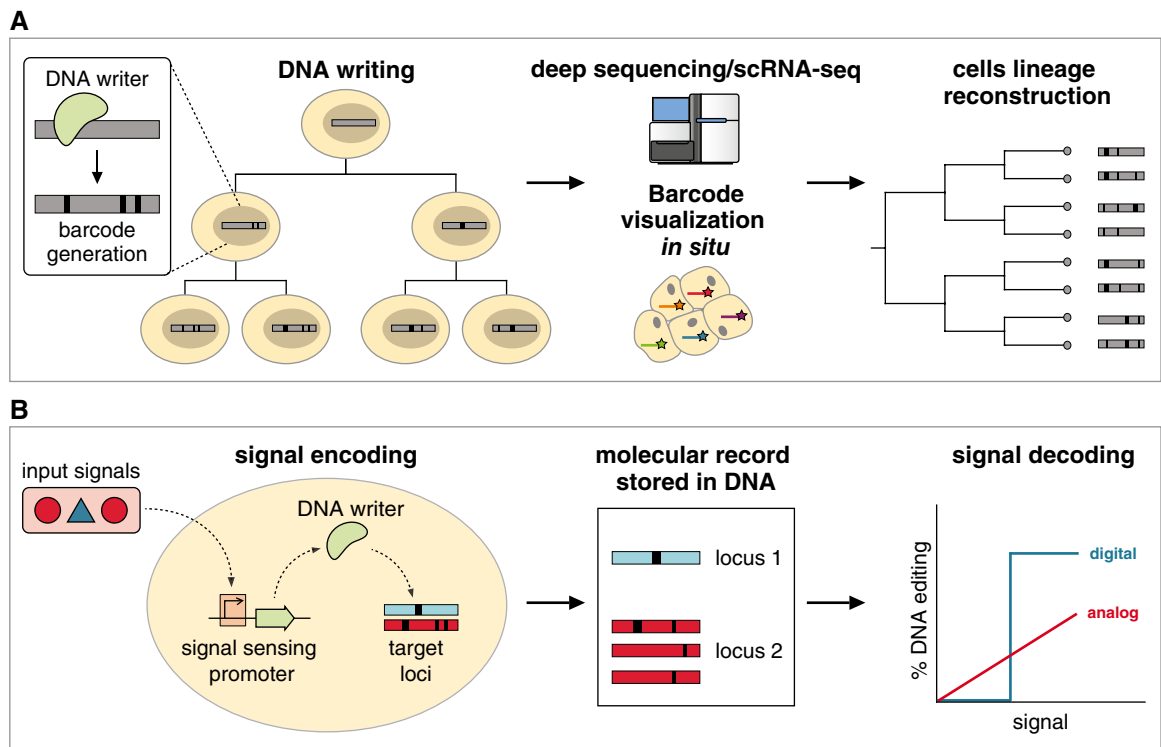 A
DNA writer
barcode
generation
DNA writing
deep sequencing/scRNA-seq
Barcode
visualization
in situ
cells lineage
reconstruction
B
input signals
signal encoding
DNA writer
signal sensing
promoter
target
loci
molecular record
stored in DNA
locus 1
locus 2
signal decoding
% DNA editing
digital
analog
signal